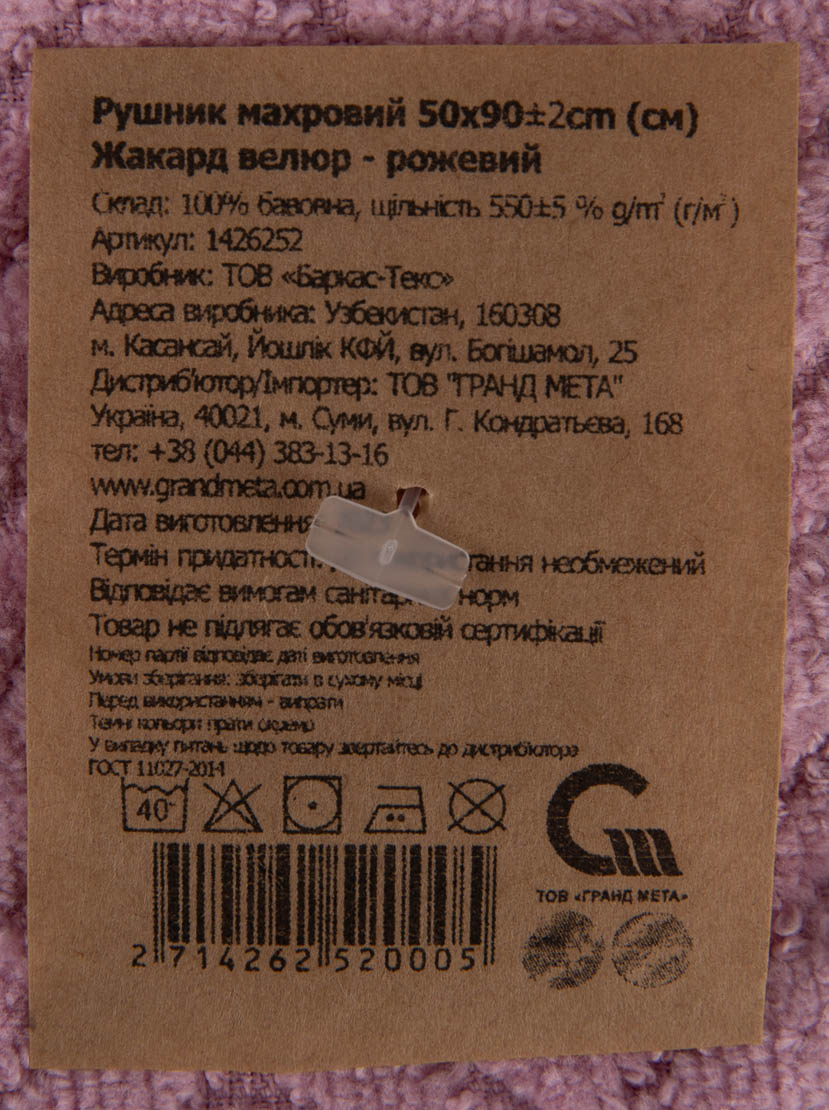 Рушник махровий 50x90±2cm (см)
Жакард велюр - рожевий
Склад: 100% бавовна, щільність 550±5 % g/m² (г/м²)
Артикул: 1426252
Виробник: ТОВ «Баркас-Текс»
Адреса виробника: Узбекистан, 160308
м. Касансай, Йошлік КФЙ, вул. Богішамол, 25
Дистриб'ютор/Імпортер: ТОВ "ГРАНД МЕТА"
Україна, 40021, м. Суми, вул. Г. Кондратьєва, 168
тел: +38 (044) 383-13-16
www.grandmeta.com.ua
Дата виготовлення
Термін необмежений
Відповідає вимогам норм
Товар не підлягає обов'язковій сертифікації
Номер партії відповідає даті виготовлення
Умови зберігання: зберігати в сухому місці
Перед використанням - випрати
Темні кольори прати окремо
У випадку питань щодо товару звертайтесь до дистриб'ютора
ГОСТ 11027-2014
40°
Gm
ТОВ «ГРАНД МЕТА»
2 714262 520005